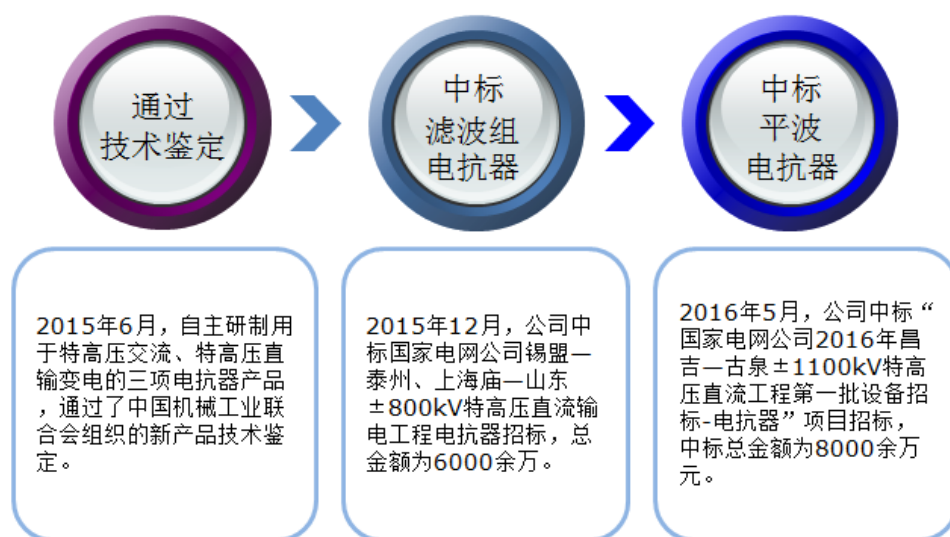 通过
技术鉴定
中标
滤波组
电抗器
中标
平波
电抗器
2015年6月，自主研制用
于特高压交流、特高压直
输变电的三项电抗器产品
，通过了中国机械工业联
合会组织的新产品技术鉴
定。
2015年12月，公司中
标国家电网公司锡盟—
泰州、上海庙—山东
±800kV特高压直流输
电工程电抗器招标，总
金额为6000余万。
2016年5月，公司中标“
国家电网公司2016年昌
吉—古泉±1100kV特高
压直流工程第一批设备招
标-电抗器”项目招标，
中标总金额为8000余万
元。